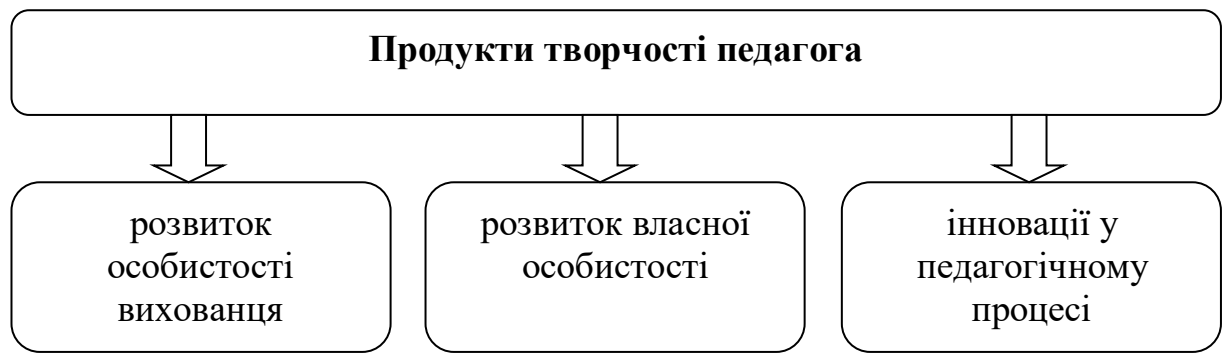 Продукти творчості педагога
розвиток
особистості
вихованця
розвиток власної
особистості
інновації у
педагогічному
процесі